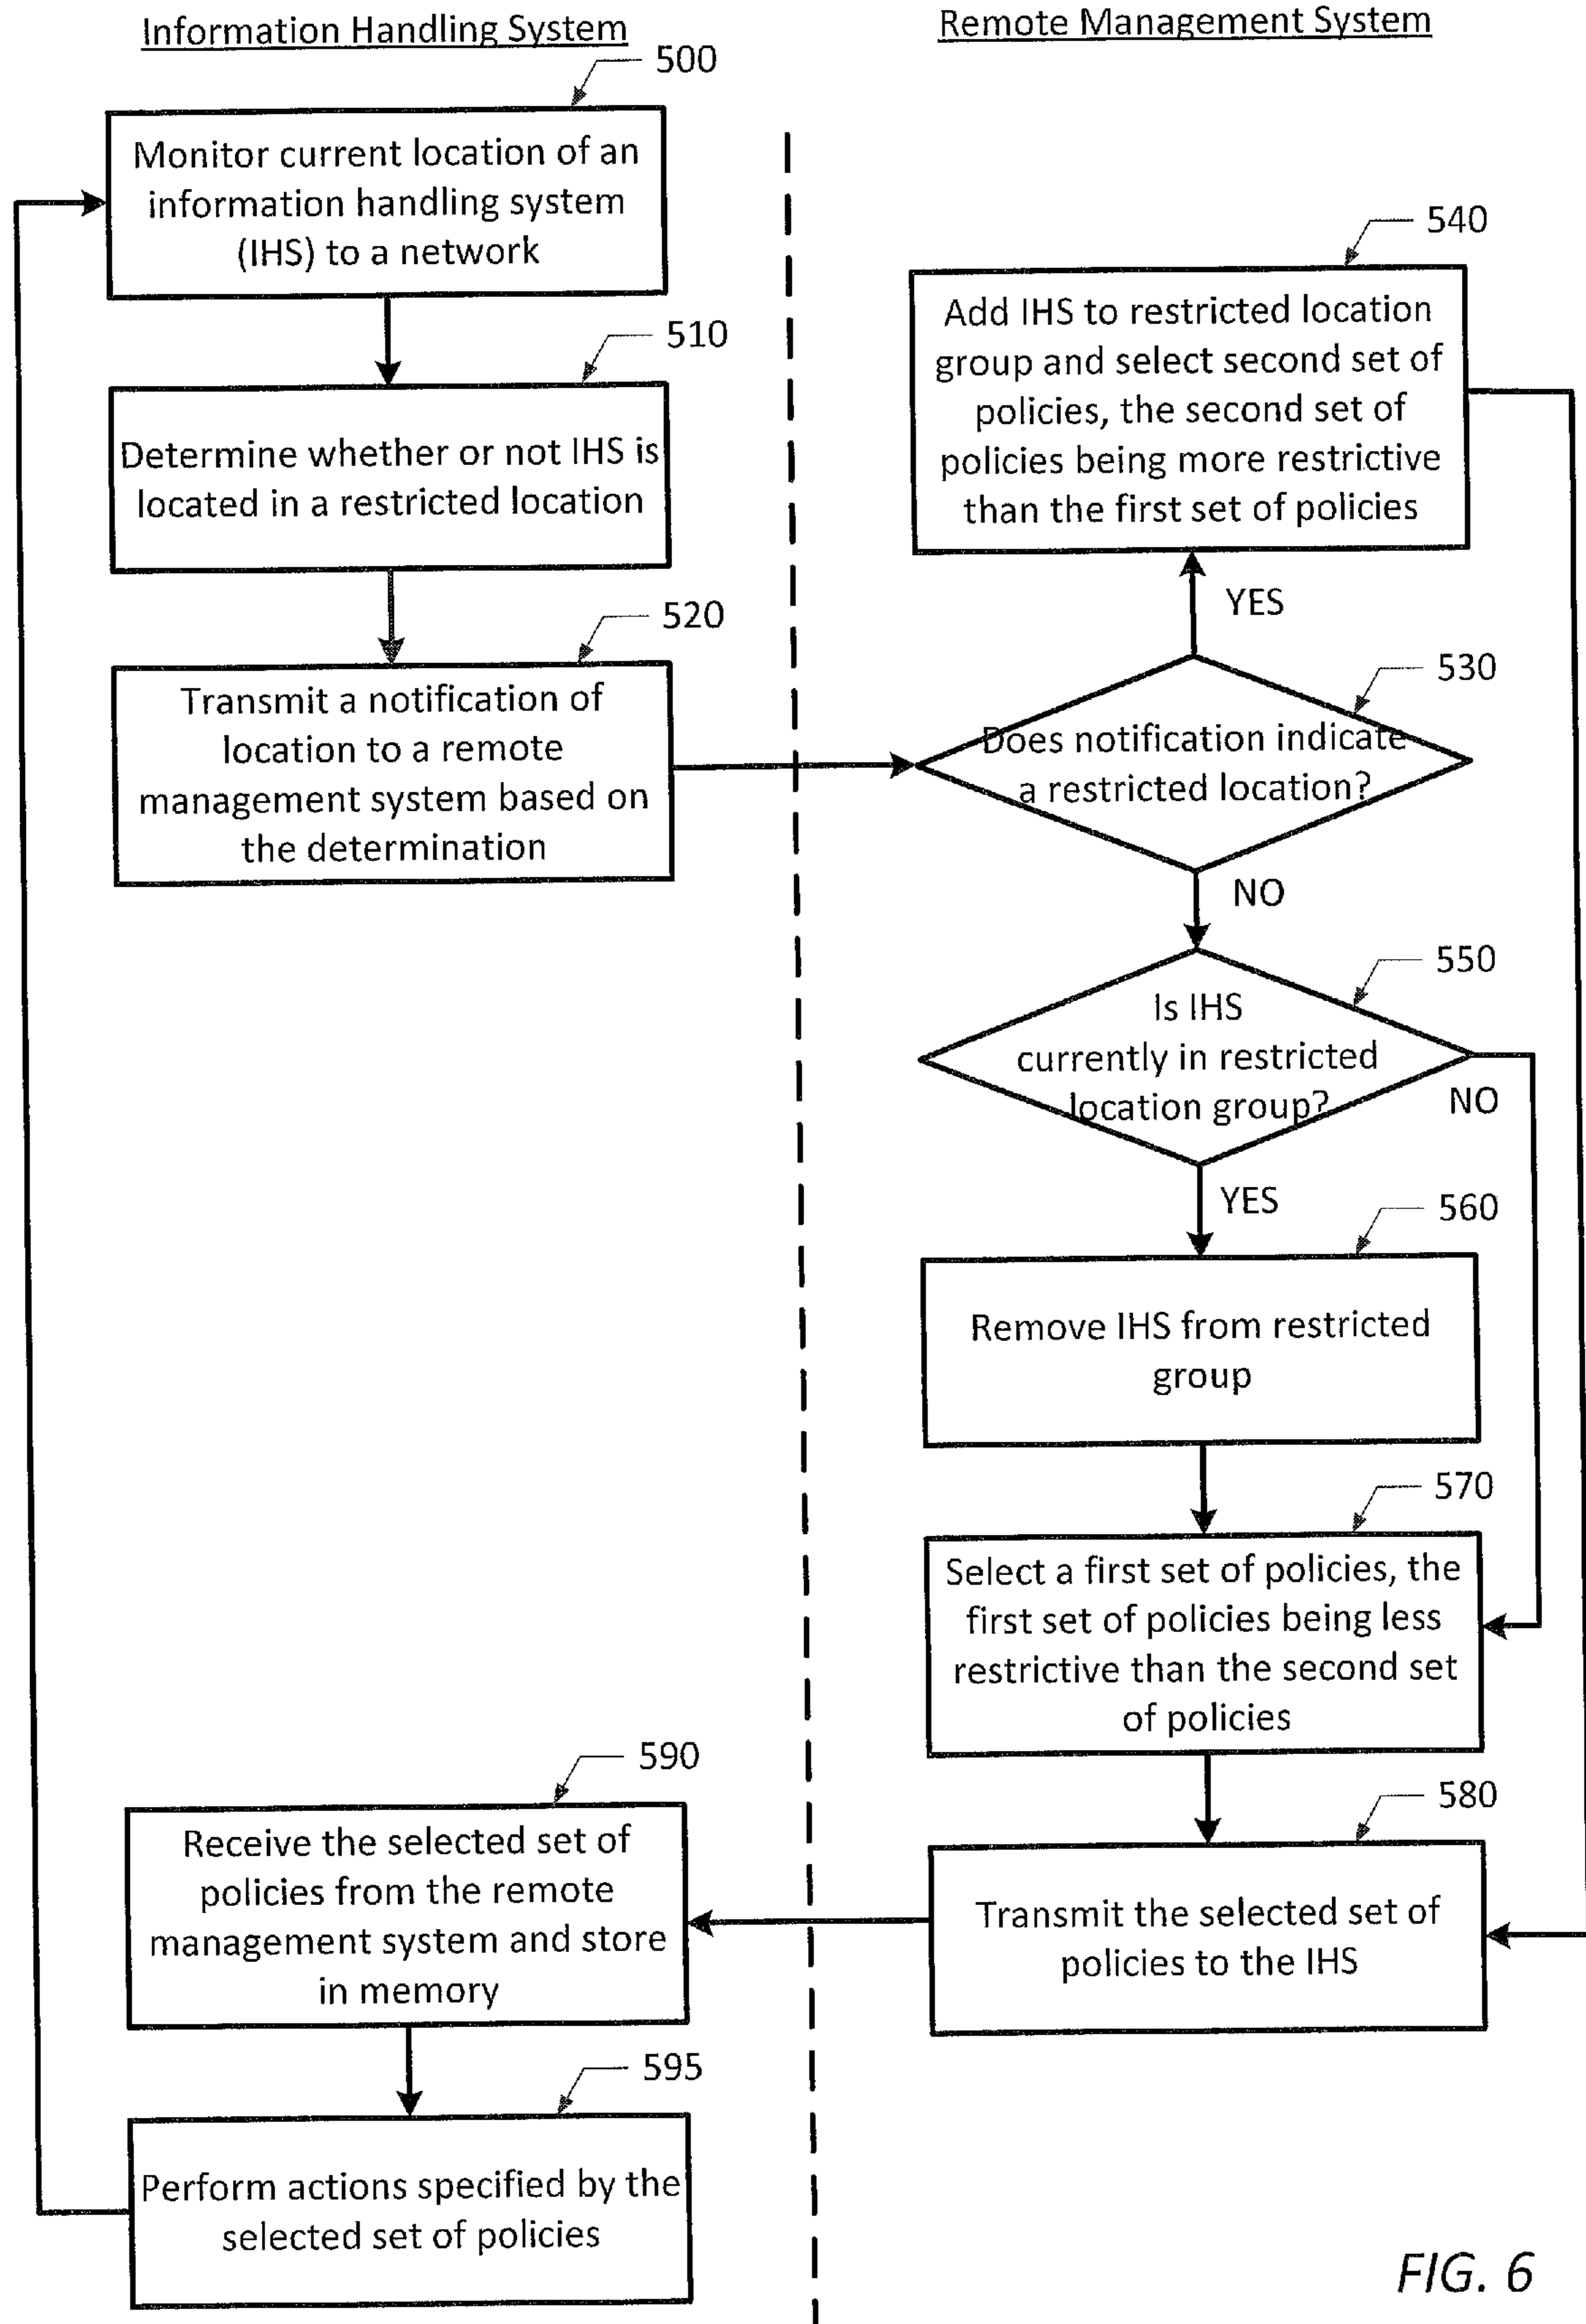 Information Handling System
500
Monitor current location of an
information handling system
(IHS) to a network
510
Determine whether or not IHS is
located in a restricted location
520
Transmit a notification of
location to a remote
management system based on
the determination
Remote Management System
540
Add IHS to restricted location
group and select second set of
policies, the second set of
policies being more restrictive
than the first set of policies
YES
530
Does notification indicate
a restricted location?
NO
550
Is IHS
currently in restricted
location group?
NO
YES
560
Remove IHS from restricted
group
570
Select a first set of policies, the
first set of policies being less
restrictive than the second set
of policies
580
Transmit the selected set of
policies to the IHS
590
Receive the selected set of
policies from the remote
management system and store
in memory
595
Perform actions specified by the
selected set of policies
FIG. 6